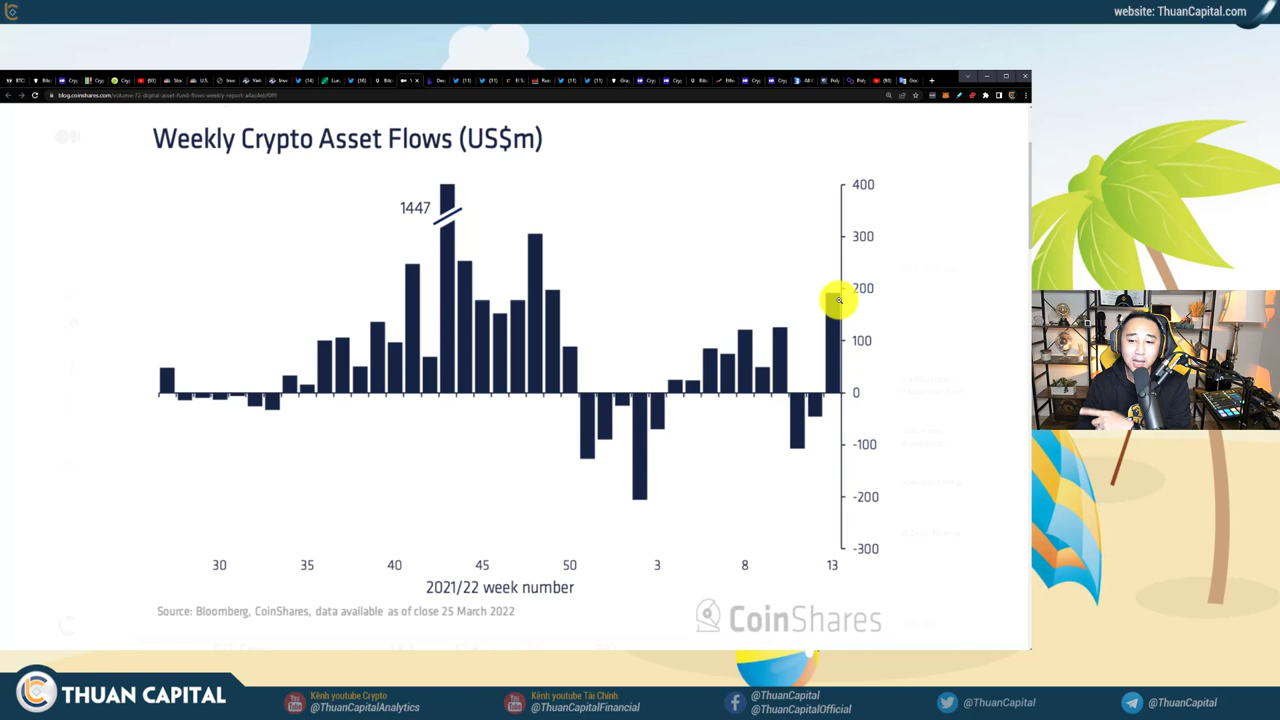 website: ThuanCapital.com
Weekly Crypto Asset Flows (US$m)
1447
400
300
200
100
0
-100
-200
-300
30
35
40
45
50
3
8
13
2021/22 week number
Source: Bloomberg, CoinShares, data available as of close 25 March 2022
CoinShares
THUAN CAPITAL
Kênh youtube Crypto
@ThuanCapitalAnalytics
Kênh youtube Tài Chính
@ThuanCapitalFinancial
@ThuanCapital
@ThuanCapitalOfficial
@ThuanCapital
@ThuanCapital